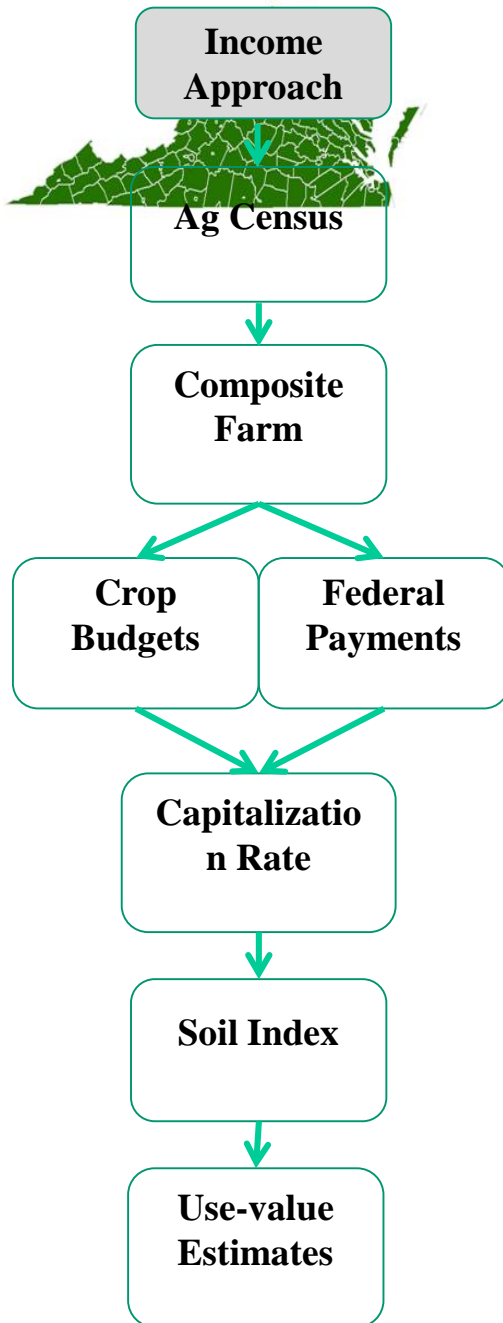 Income
Approach
Ag Census
Composite
Farm
Crop
Budgets
Federal
Payments
Capitalizatio
n Rate
Soil Index
Use-value
Estimates